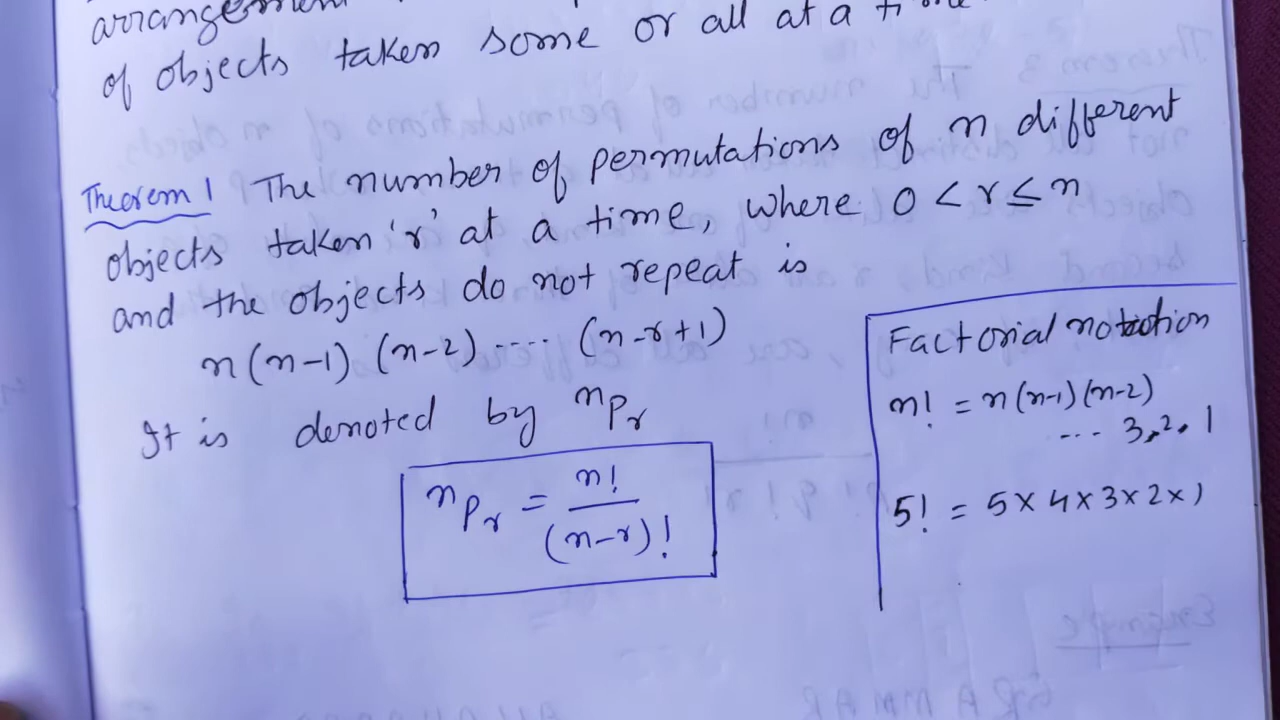 arrangement
of objects taken some or all at a time
Theorem 1 The number of permutations of n different
objects taken 'r' at a time, where 0 < r ≤ n
and the objects do not repeat is
n(n-1) (n-2) .... (n-r+1)
It is denoted by nPr
nPr = n!/(n-r)!
Factorial notation
n! = n(n-1)(n-2)
... 3.2.1
5! = 5 x 4 x 3 x 2 x 1